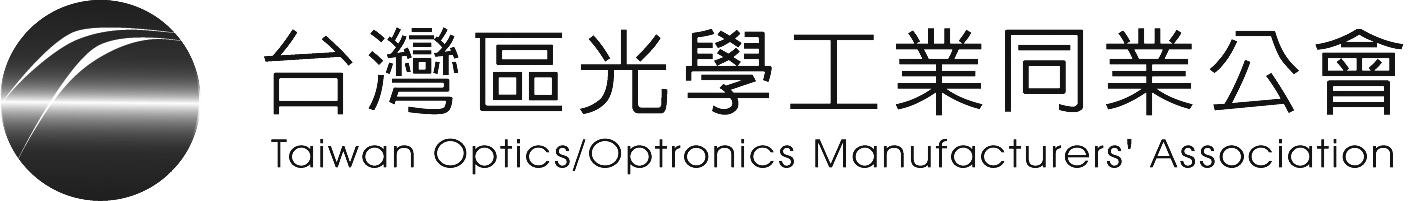 台灣區光學工業同業公會
Taiwan Optics/Optronics Manufacturers' Association